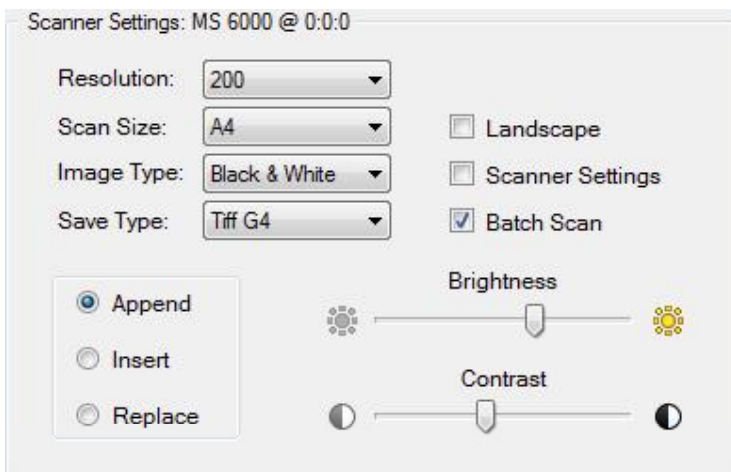 Scanner Settings: MS 6000 @ 0:0:0
Resolution: 200
Scan Size: A4
Landscape
Image Type: Black & White
Scanner Settings
Save Type: Tiff G4
Batch Scan
Append
Insert
Replace
Brightness
Contrast